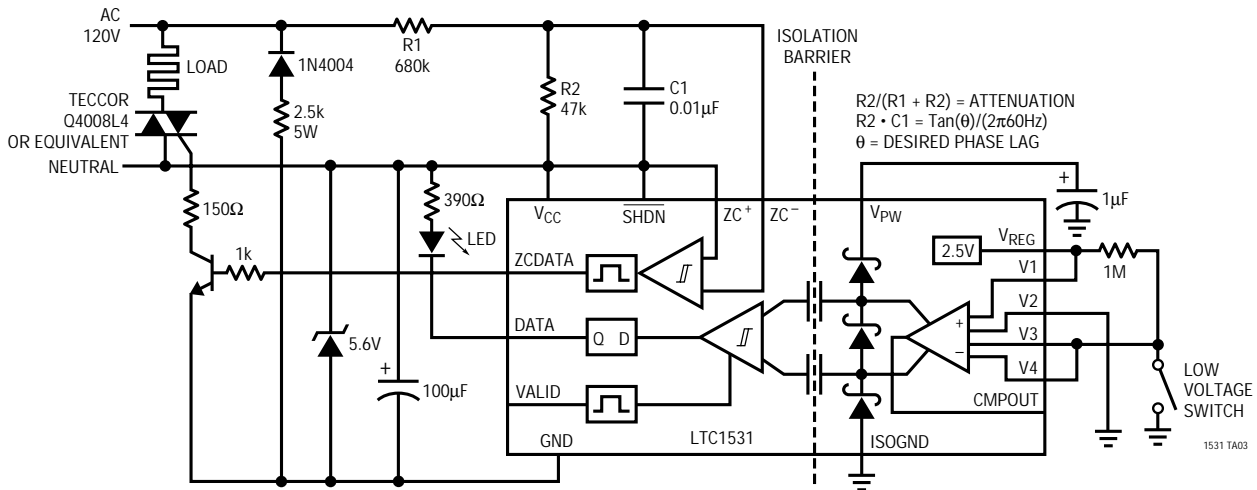 AC
120V
LOAD
TECCOR
Q4008L4
OR EQUIVALENT
NEUTRAL
1N4004
2.5k
5W
R1
680k
R2
47k
C1
0.01µF
ISOLATION
BARRIER
R2/(R1 + R2) = ATTENUATION
R2 • C1 = Tan(θ)/(2π60Hz)
θ = DESIRED PHASE LAG
+
1µF
150Ω
1k
390Ω
LED
5.6V
+
100µF
VCC
SHDN
ZC+
ZC–
VPW
ZCDATA
DATA
Q D
VALID
GND
LTC1531
ISOGND
2.5V
VREG
V1
V2
V3
V4
+
–
CMPOUT
1M
LOW
VOLTAGE
SWITCH
1531 TA03